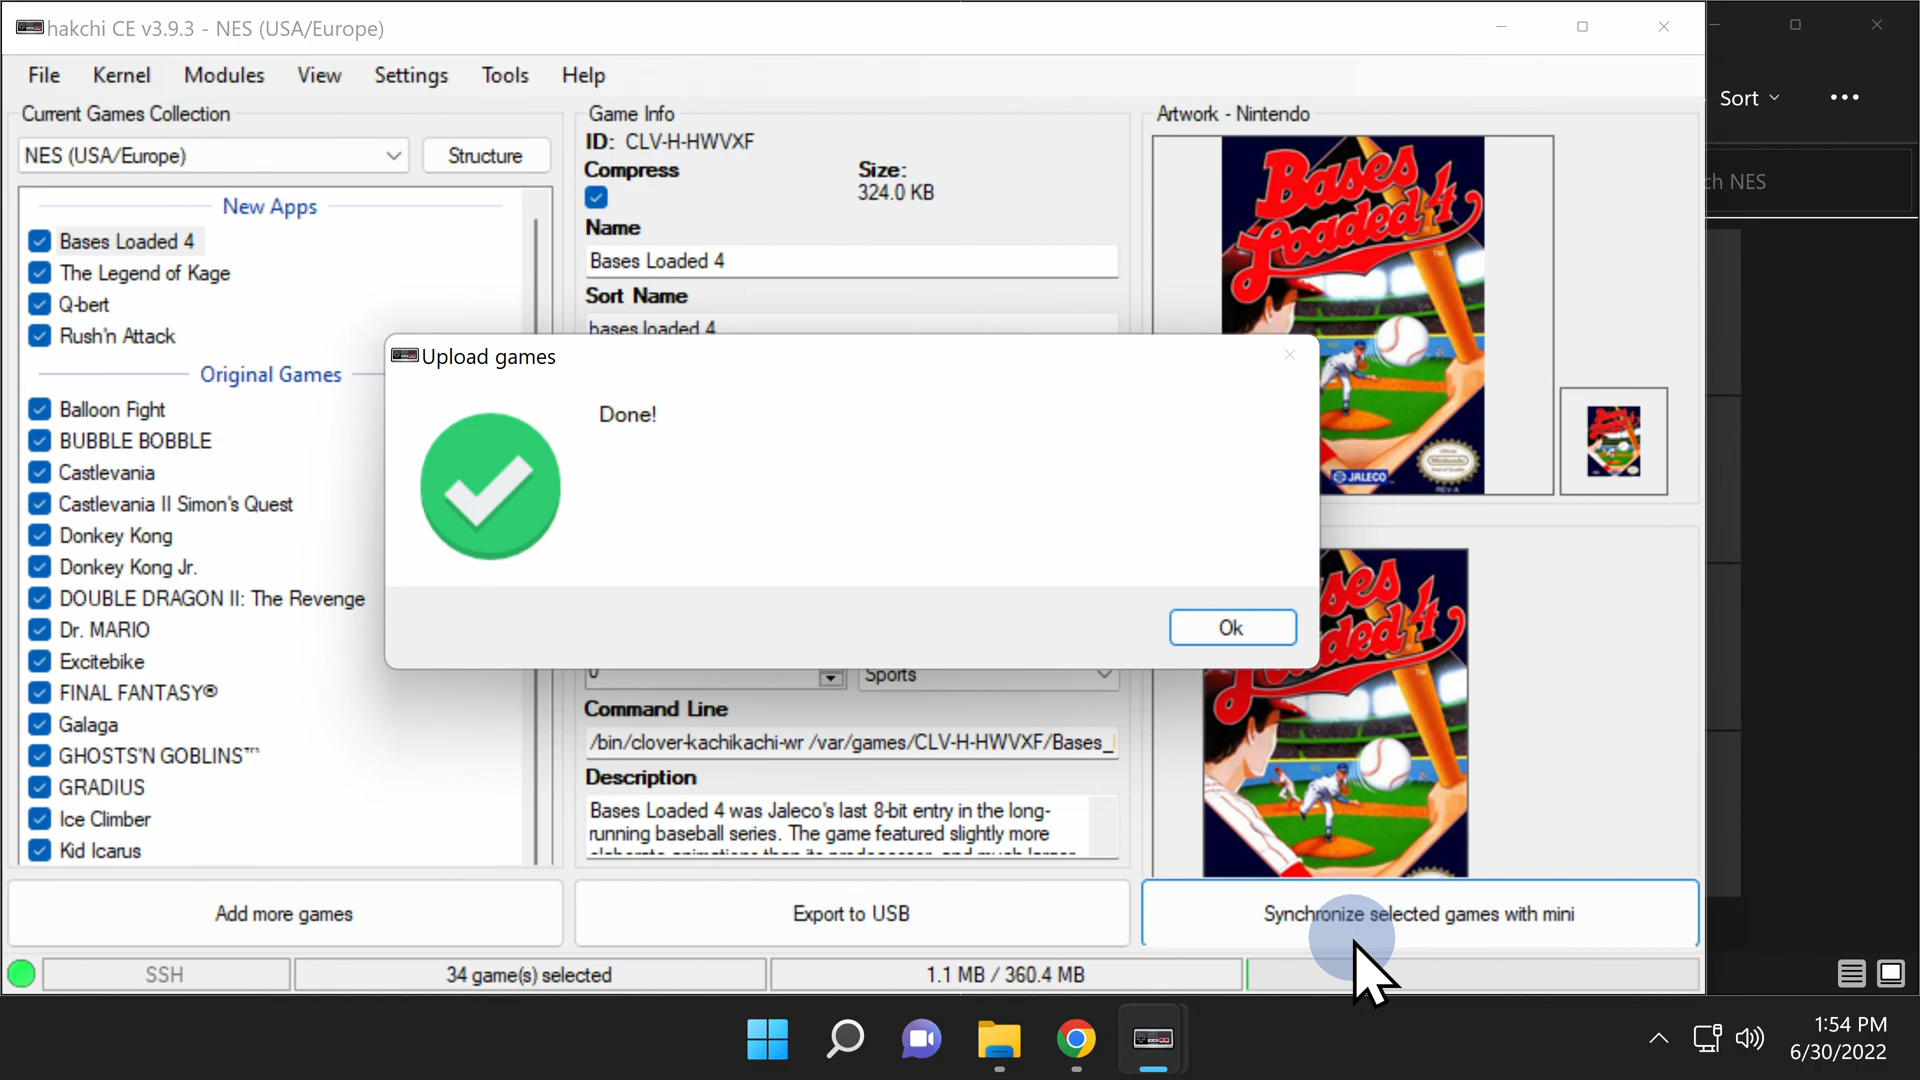 hakchi CE v3.9.3 - NES (USA/Europe)
File Kernel Modules View Settings Tools Help
Sort
Current Games Collection
NES (USA/Europe)
Structure
New Apps
Bases Loaded 4
The Legend of Kage
Q-bert
Rush'n Attack
Original Games
Balloon Fight
BUBBLE BOBBLE
Castlevania
Castlevania II Simon's Quest
Donkey Kong
Donkey Kong Jr.
DOUBLE DRAGON II: The Revenge
Dr. MARIO
Excitebike
FINAL FANTASY®
Galaga
GHOSTS'N GOBLINS™
GRADIUS
Ice Climber
Kid Icarus
Game Info
ID: CLV-H-HWVXF
Compress
Size:
324.0 KB
Name
Bases Loaded 4
Sort Name
bases loaded 4
Upload games
Done!
Ok
0
Sports
Command Line
/bin/clover-kachikachi-wr /var/games/CLV-H-HWVXF/Bases_
Description
Bases Loaded 4 was Jaleco's last 8-bit entry in the long-
running baseball series. The game featured slightly more
Artwork - Nintendo
Bases
Loaded 4
TM
JALECO
REV-A
ch NES
Add more games
Export to USB
Synchronize selected games with mini
SSH
34 game(s) selected
1.1 MB / 360.4 MB
1:54 PM
6/30/2022